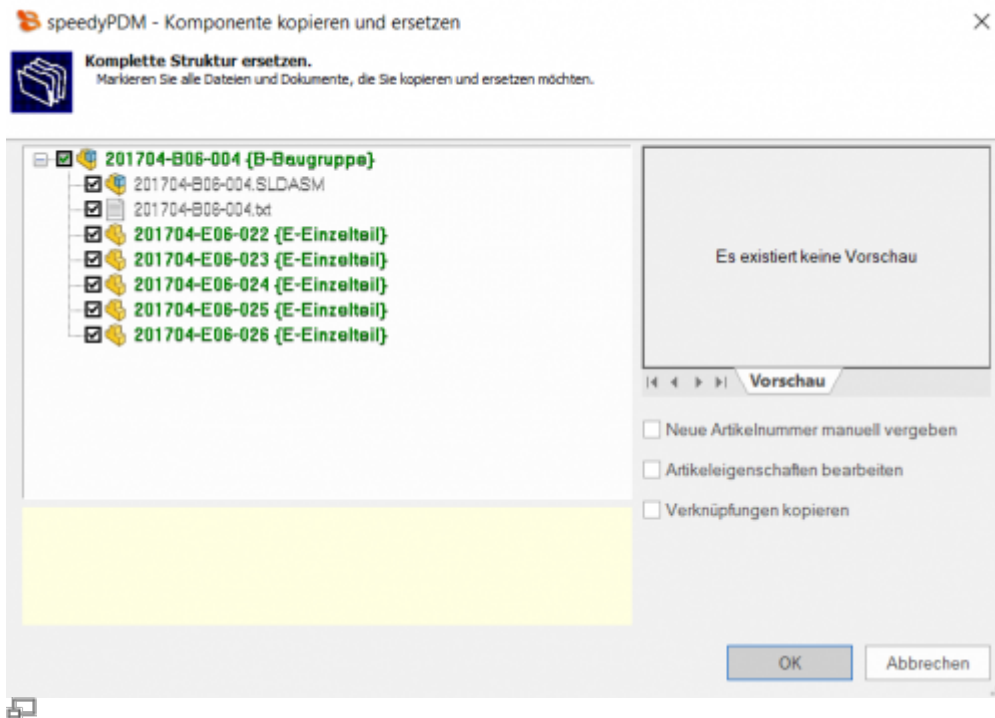 speedyPDM - Komponente kopieren und ersetzen
Komplette Struktur ersetzen.
Markieren Sie alle Dateien und Dokumente, die Sie kopieren und ersetzen möchten.
201704-B06-004 {B-Baugruppe}
201704-B06-004.SLDASM
201704-B06-004.txt
201704-E06-022 {E-Einzelteil}
201704-E06-023 {E-Einzelteil}
201704-E06-024 {E-Einzelteil}
201704-E06-025 {E-Einzelteil}
201704-E06-026 {E-Einzelteil}
Es existiert keine Vorschau
Vorschau
Neue Artikelnummer manuell vergeben
Artikeleigenschaften bearbeiten
Verknüpfungen kopieren
OK
Abbrechen